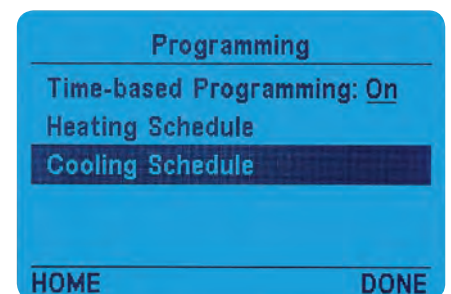 Programming
Time-based Programming: On
Heating Schedule
Cooling Schedule
HOME DONE